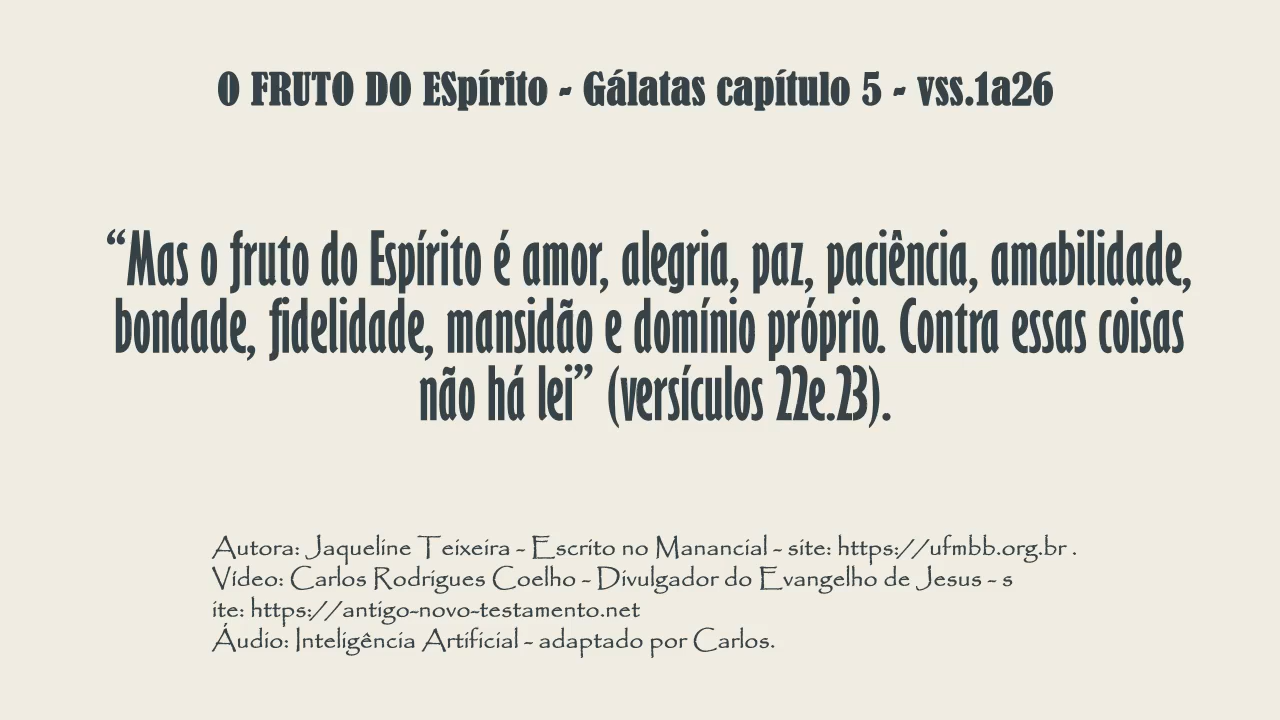 O FRUTO DO ESpírito - Gálatas capítulo 5 - vss.1a26
“Mas o fruto do Espírito é amor, alegria, paz, paciência, amabilidade,
bondade, fidelidade, mansidão e domínio próprio. Contra essas coisas
não há lei” (versículos 22e.23).
Autora: Jaqueline Teixeira - Escrito no Manancial - site: https://ufmbb.org.br .
Vídeo: Carlos Rodrigues Coelho - Divulgador do Evangelho de Jesus - s
ite: https://antigo-novo-testamento.net
Áudio: Inteligência Artificial - adaptado por Carlos.